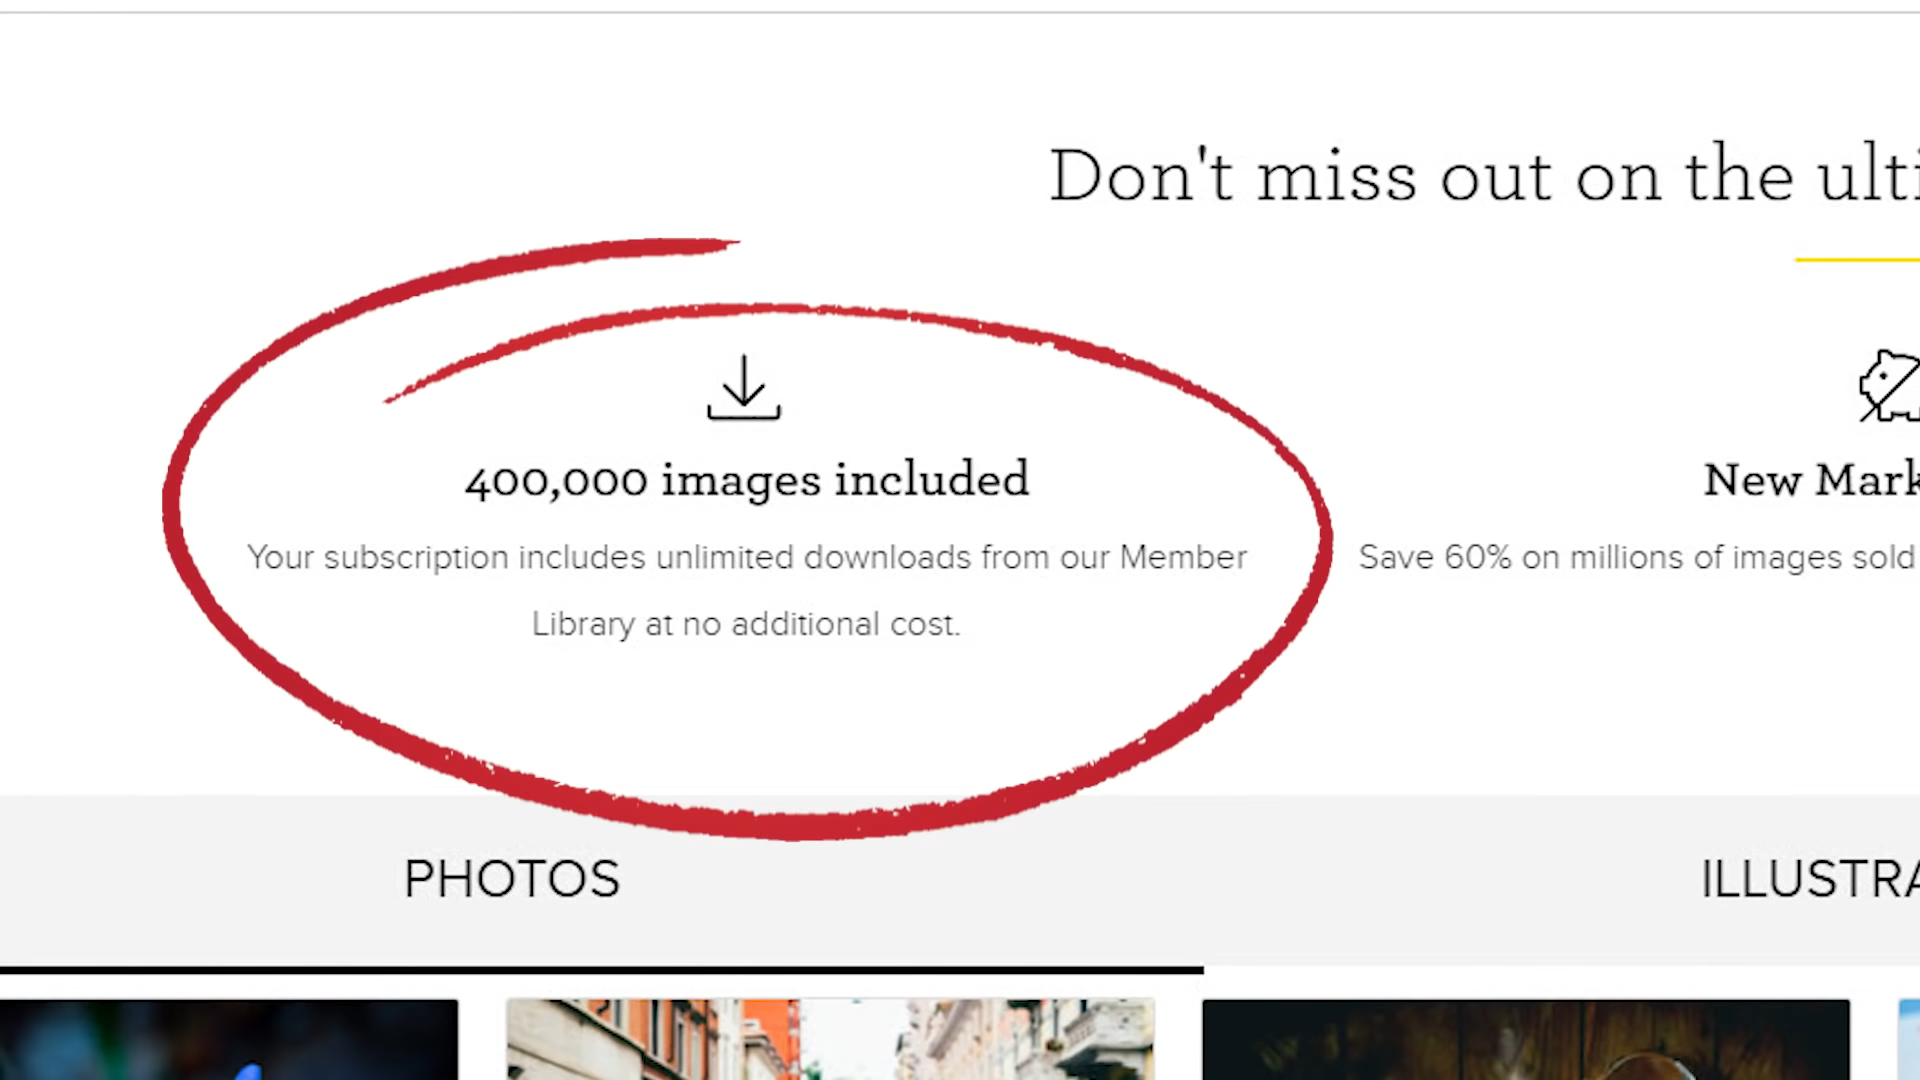 Don't miss out on the ulti
400,000 images included
Your subscription includes unlimited downloads from our Member
Library at no additional cost.
New Mark
Save 60% on millions of images sold
PHOTOS
ILLUSTRA